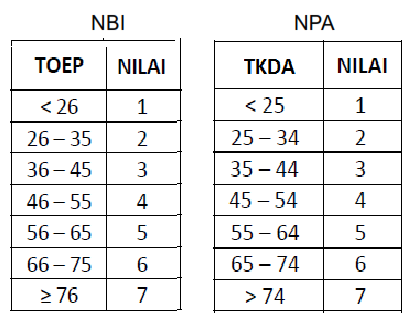 NBI NPA
TOEP NILAI TKDA NILAI
< 26 1 < 25 1
26 – 35 2 25 – 34 2
36 – 45 3 35 – 44 3
46 – 55 4 45 – 54 4
56 – 65 5 55 – 64 5
66 – 75 6 65 – 74 6
≥ 76 7 > 74 7